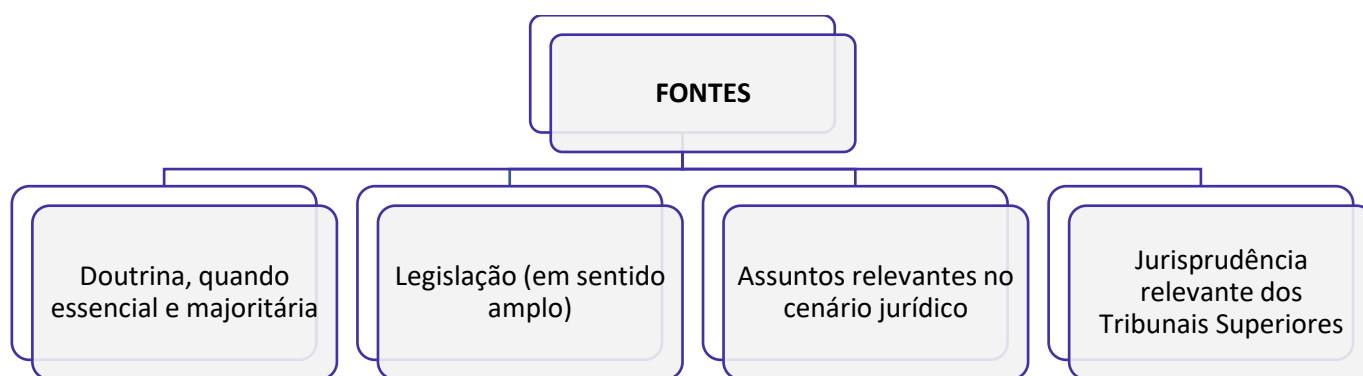 FONTES
Doutrina, quando
essencial e majoritária
Legislação (em sentido
amplo)
Assuntos relevantes no
cenário jurídico
Jurisprudência
relevante dos
Tribunais Superiores